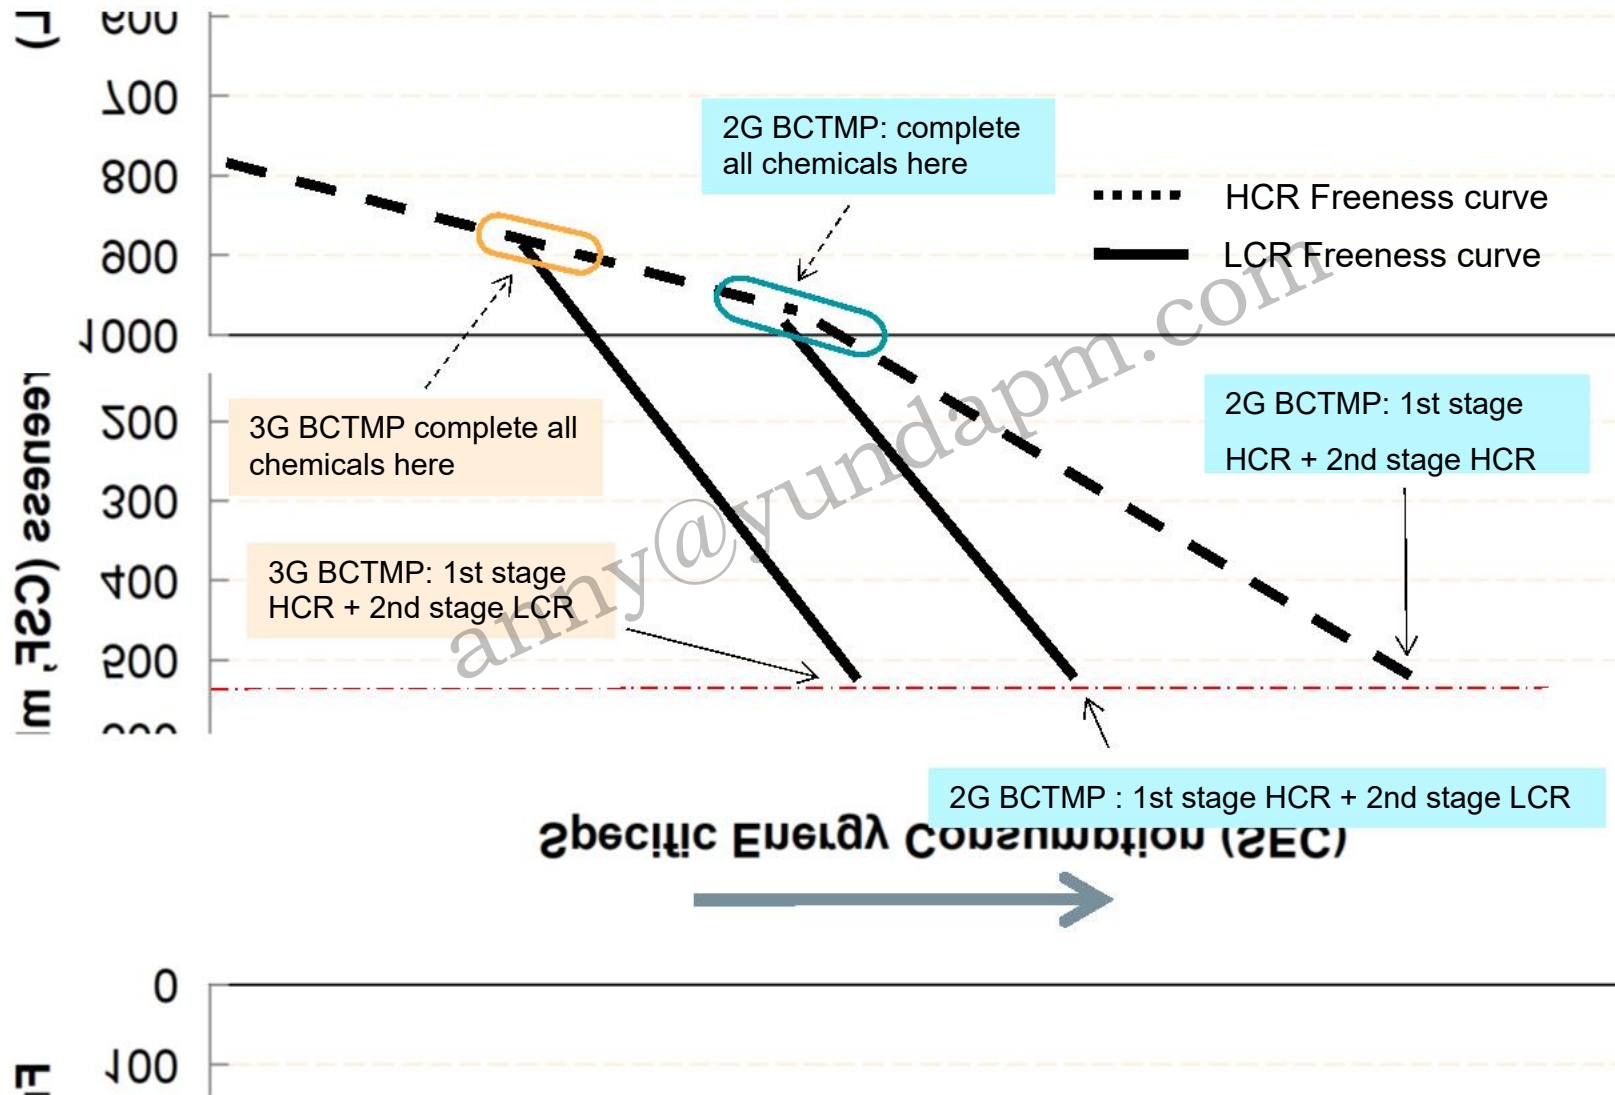 700
800
900
1000
200
300
400
500
0
100
2G BCTMP: complete
all chemicals here
HCR Freeness curve
LCR Freeness curve
3G BCTMP complete all
chemicals here
2G BCTMP: 1st stage
HCR + 2nd stage HCR
3G BCTMP: 1st stage
HCR + 2nd stage LCR
2G BCTMP : 1st stage HCR + 2nd stage LCR
Specific Energy Consumption (SEC)
anny@yundapm.com